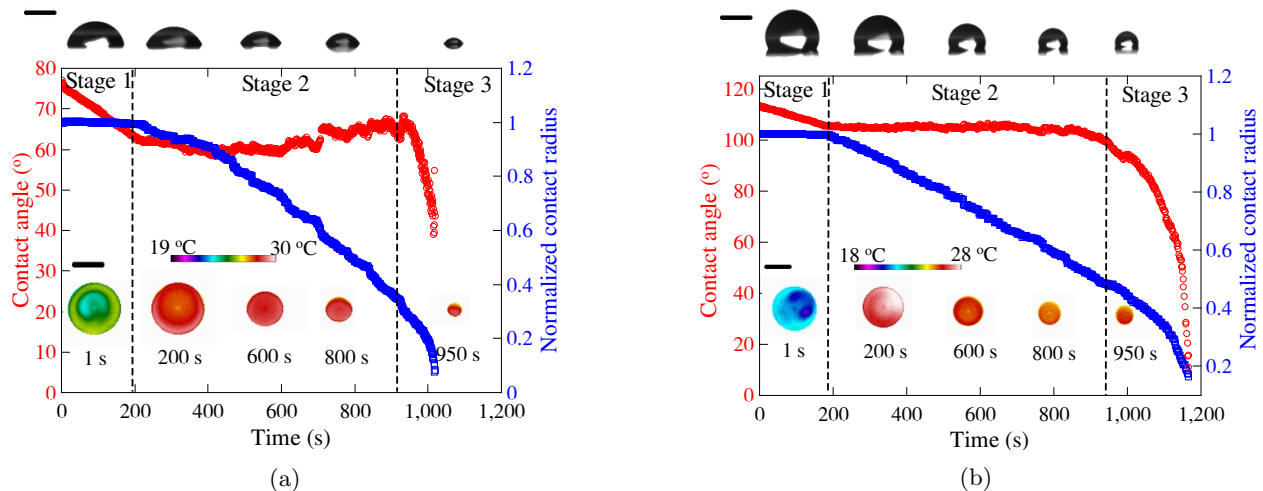 80
70
60
50
40
30
20
10
0
Contact angle (º)
Stage 1
Stage 2
Stage 3
1.2
1
0.8
0.6
0.4
0.2
0
Normalized contact radius
19 ºC
30 ºC
1 s
200 s
600 s
800 s
950 s
0
200
400
600
800
1,000
1,200
Time (s)
(a)
120
100
80
60
40
20
0
Contact angle (º)
Stage 1
Stage 2
Stage 3
1.2
1
0.8
0.6
0.4
0.2
Normalized contact radius
18 ºC
28 ºC
1 s
200 s
600 s
800 s
950 s
0
200
400
600
800
1,000
1,200
Time (s)
(b)